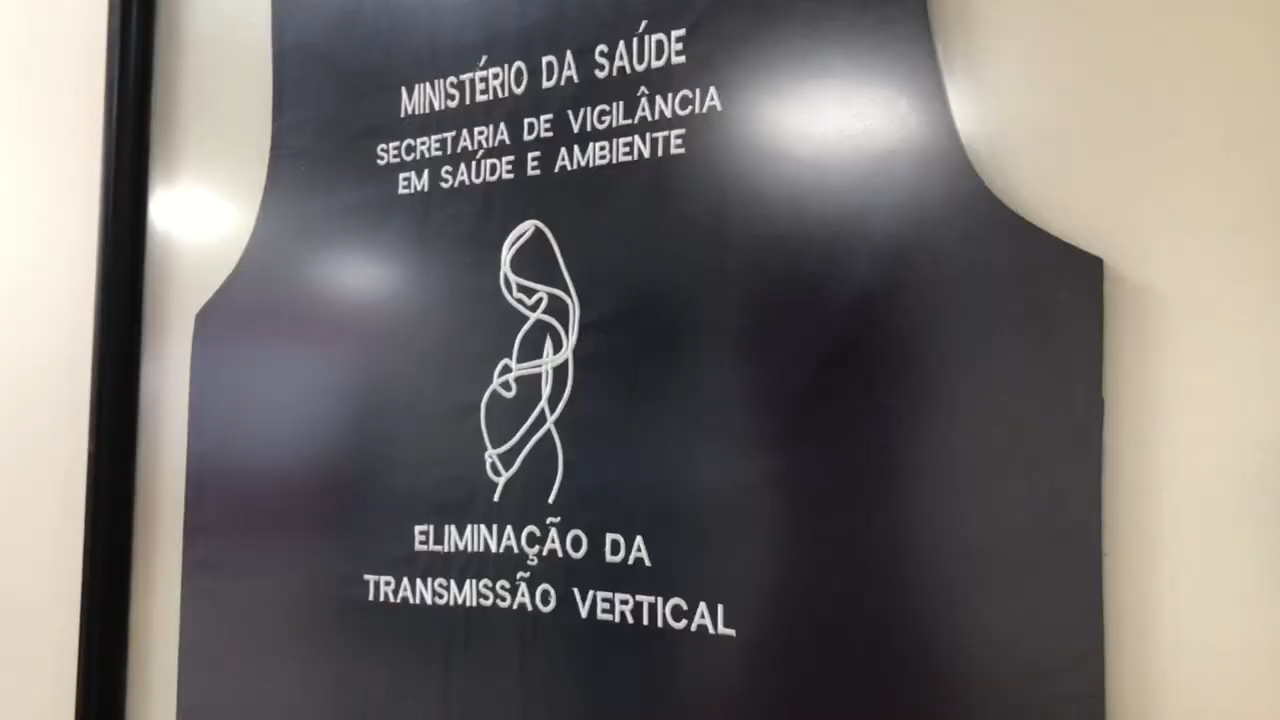 MINISTÉRIO DA SAÚDE
SECRETARIA DE VIGILÂNCIA
EM SAÚDE E AMBIENTE
ELIMINAÇÃO DA
TRANSMISSÃO VERTICAL